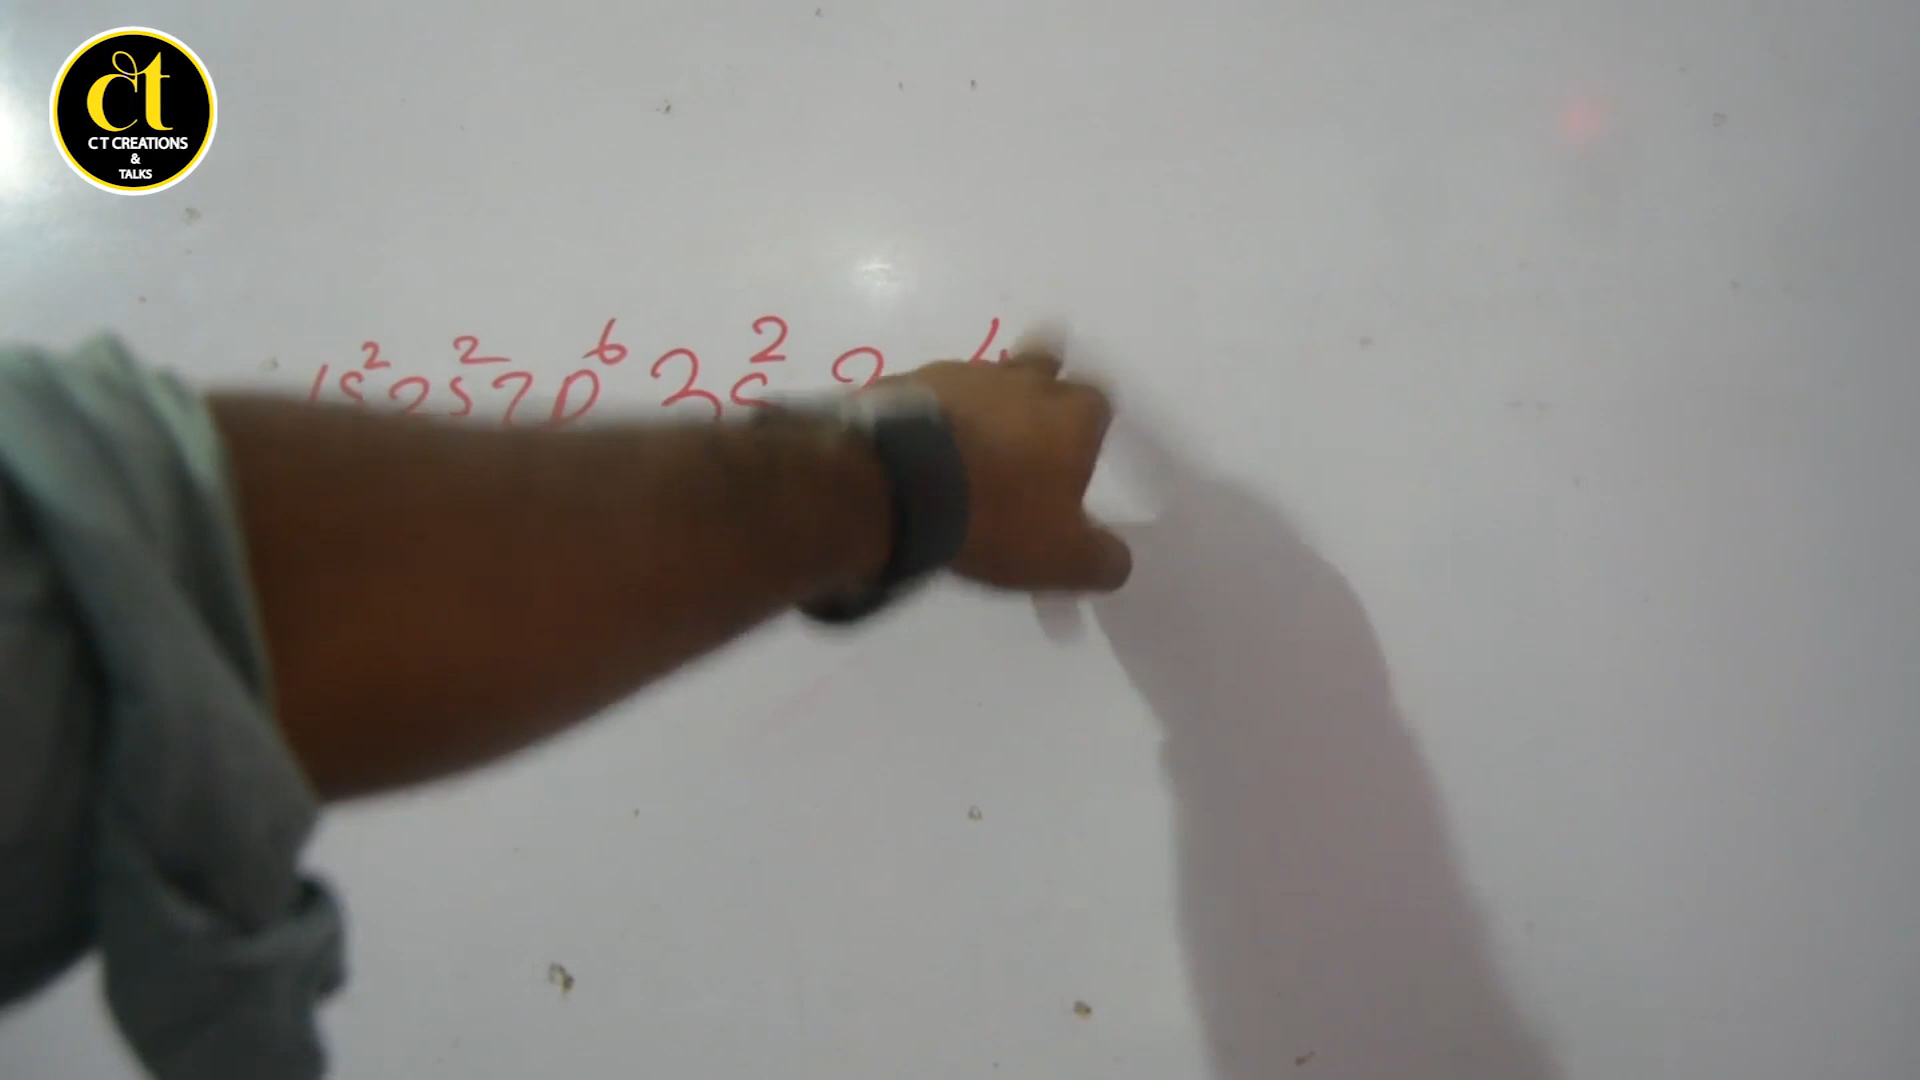 ct
C T CREATIONS
&
TALKS
1s² 2s² 2p⁶ 3s²